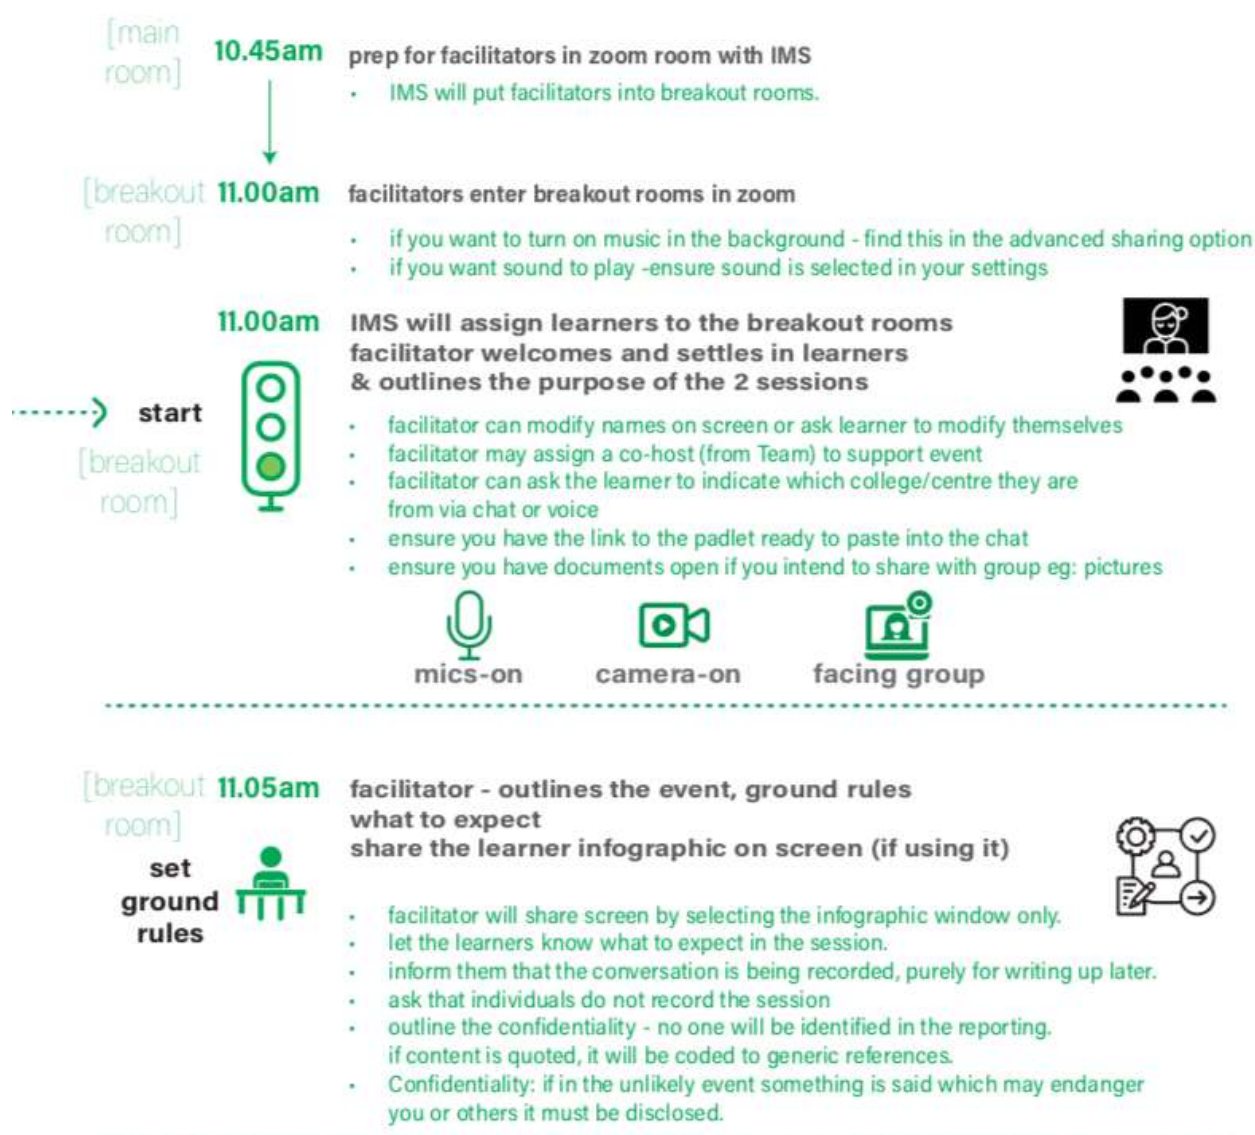 [main room]
10.45am
prep for facilitators in zoom room with IMS
• IMS will put facilitators into breakout rooms.
[breakout room]
11.00am
facilitators enter breakout rooms in zoom
• if you want to turn on music in the background - find this in the advanced sharing option
• if you want sound to play -ensure sound is selected in your settings
11.00am
IMS will assign learners to the breakout rooms
facilitator welcomes and settles in learners
& outlines the purpose of the 2 sessions
start
[breakout room]
• facilitator can modify names on screen or ask learner to modify themselves
• facilitator may assign a co-host (from Team) to support event
• facilitator can ask the learner to indicate which college/centre they are
from via chat or voice
• ensure you have the link to the padlet ready to paste into the chat
• ensure you have documents open if you intend to share with group eg: pictures
mics-on
camera-on
facing group
[breakout room]
11.05am
facilitator - outlines the event, ground rules
what to expect
share the learner infographic on screen (if using it)
set
ground
rules
• facilitator will share screen by selecting the infographic window only.
• let the learners know what to expect in the session.
• inform them that the conversation is being recorded, purely for writing up later.
• ask that individuals do not record the session
• outline the confidentiality - no one will be identified in the reporting.
if content is quoted, it will be coded to generic references.
• Confidentiality: if in the unlikely event something is said which may endanger
you or others it must be disclosed.